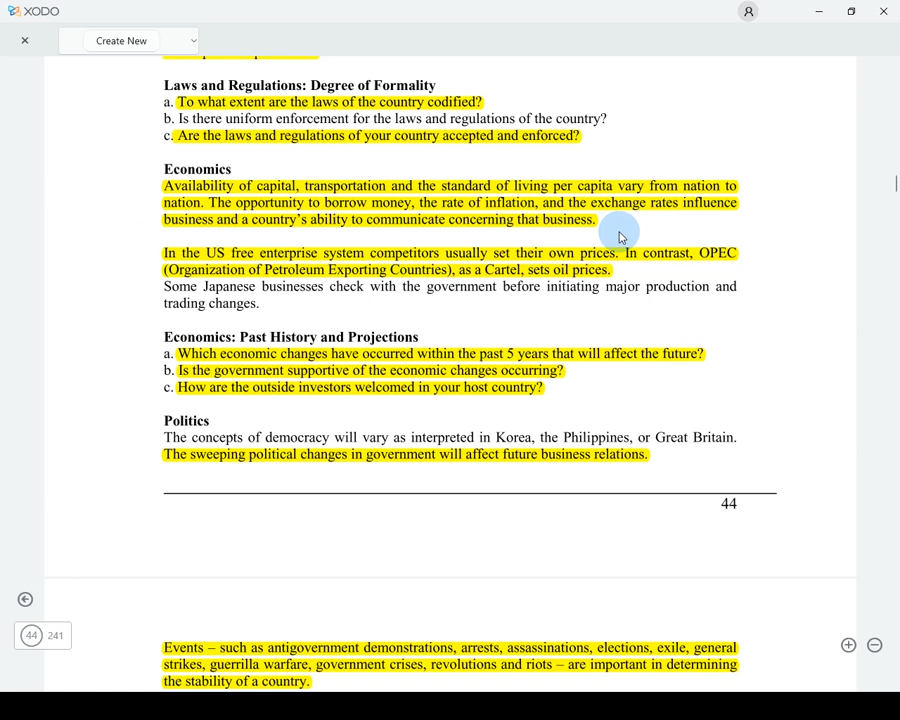 XODO
Create New
Laws and Regulations: Degree of Formality
a. To what extent are the laws of the country codified?
b. Is there uniform enforcement for the laws and regulations of the country?
c. Are the laws and regulations of your country accepted and enforced?
Economics
Availability of capital, transportation and the standard of living per capita vary from nation to
nation. The opportunity to borrow money, the rate of inflation, and the exchange rates influence
business and a country's ability to communicate concerning that business.
In the US free enterprise system competitors usually set their own prices. In contrast, OPEC
(Organization of Petroleum Exporting Countries), as a Cartel, sets oil prices.
Some Japanese businesses check with the government before initiating major production and
trading changes.
Economics: Past History and Projections
a. Which economic changes have occurred within the past 5 years that will affect the future?
b. Is the government supportive of the economic changes occurring?
c. How are the outside investors welcomed in your host country?
Politics
The concepts of democracy will vary as interpreted in Korea, the Philippines, or Great Britain.
The sweeping political changes in government will affect future business relations.
44
44 241
Events – such as antigovernment demonstrations, arrests, assassinations, elections, exile, general
strikes, guerrilla warfare, government crises, revolutions and riots – are important in determining
the stability of a country.